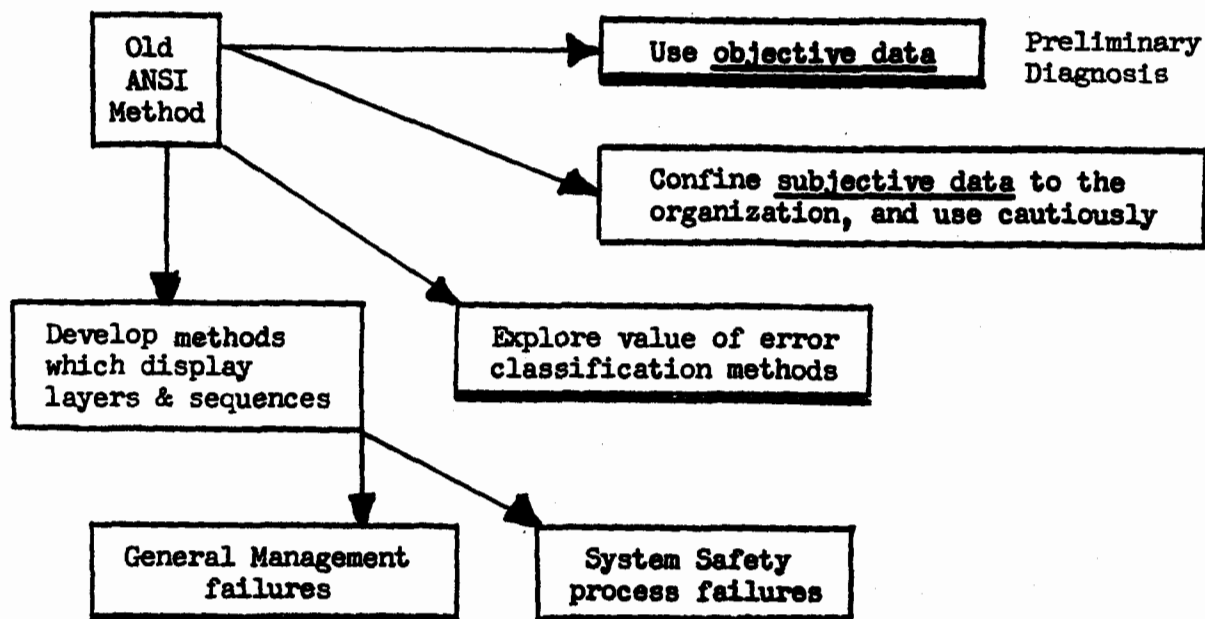 Old
ANSI
Method
Use objective data
Preliminary
Diagnosis
Confine subjective data to the
organization, and use cautiously
Develop methods
which display
layers & sequences
Explore value of error
classification methods
General Management
failures
System Safety
process failures